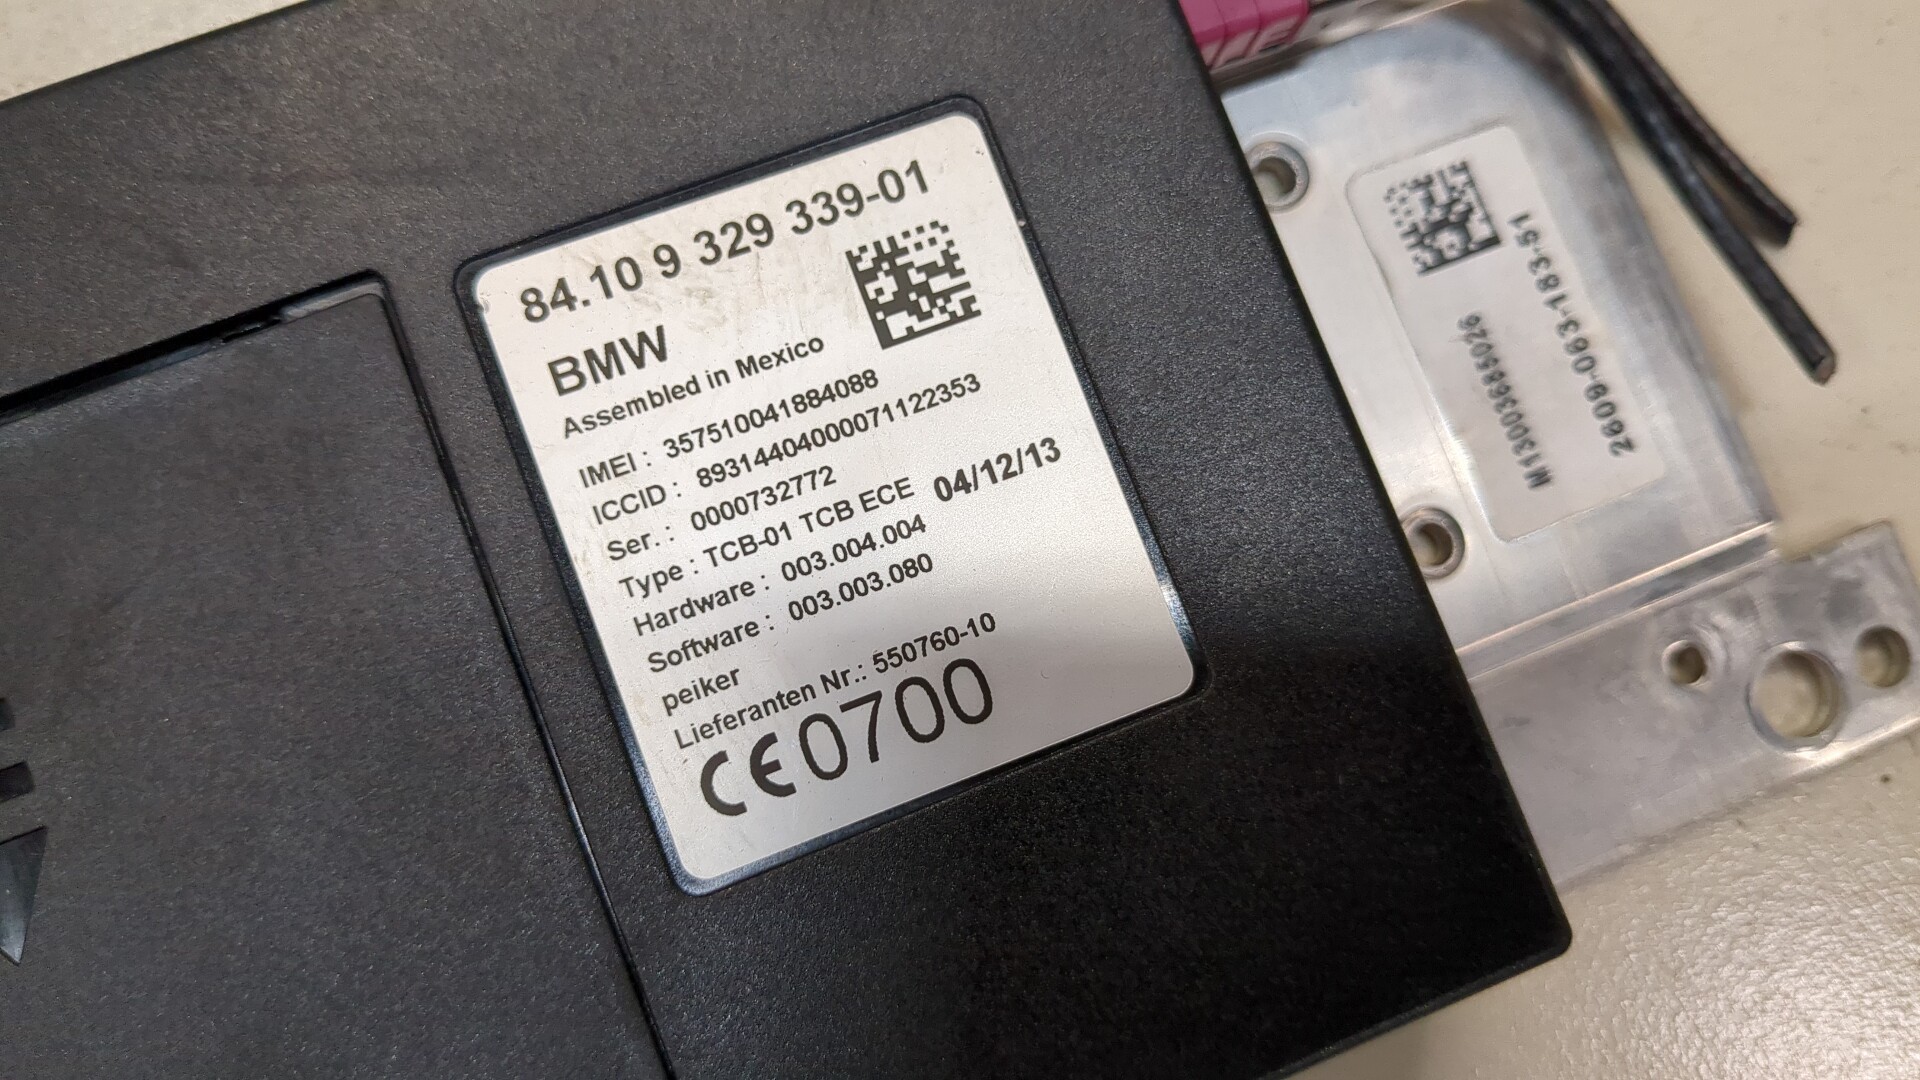 84.10 9 329 339-01
BMW
Assembled in Mexico
IMEI : 357510041884088
ICCID : 8931440400007112​2353
Ser. : 0000732772
Type : TCB-01 TCB ECE 04/12/13
Hardware : 003.004.004
Software : 003.003.080
peiker
Lieferanten Nr.: 550760-10
CE0700
2609-063-183-51
M13003685026